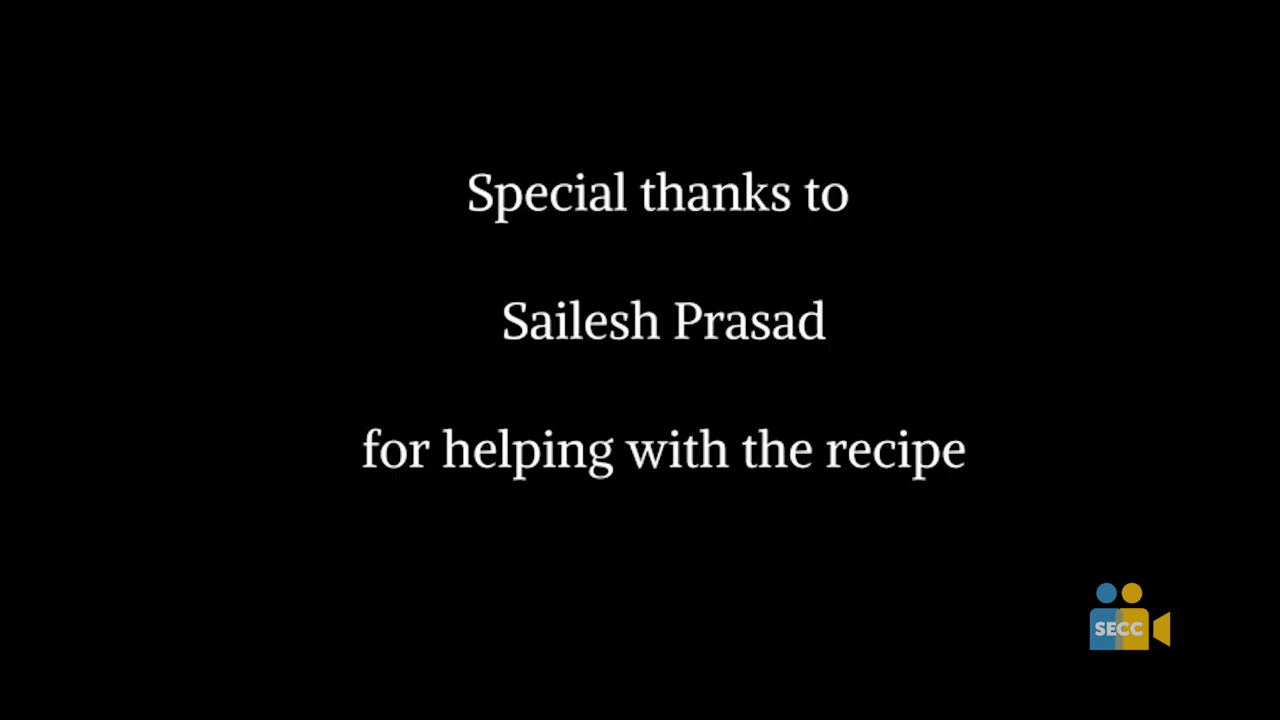 Special thanks to
Sailesh Prasad
for helping with the recipe
SECC